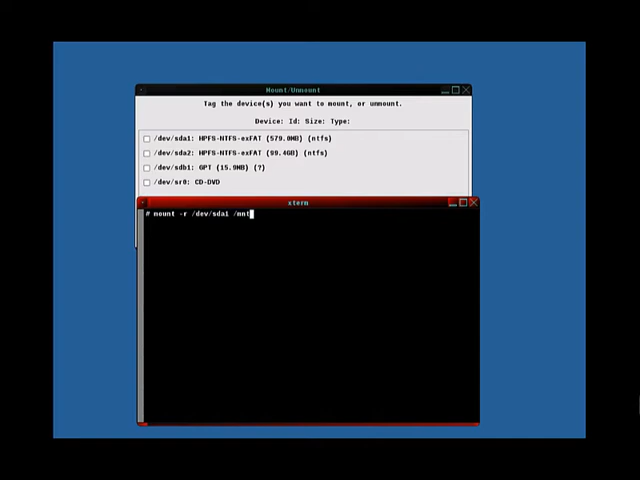 Mount/Unmount
Tag the device(s) you want to mount, or unmount.
Device: Id: Size: Type:
/dev/sda1: HPFS-NTFS-exFAT (579.0MB) (ntfs)
/dev/sda2: HPFS-NTFS-exFAT (99.4GB) (ntfs)
/dev/sdb1: GPT (15.9MB) (?)
/dev/sr0: CD-DVD
xterm
# mount -r /dev/sda1 /mnt